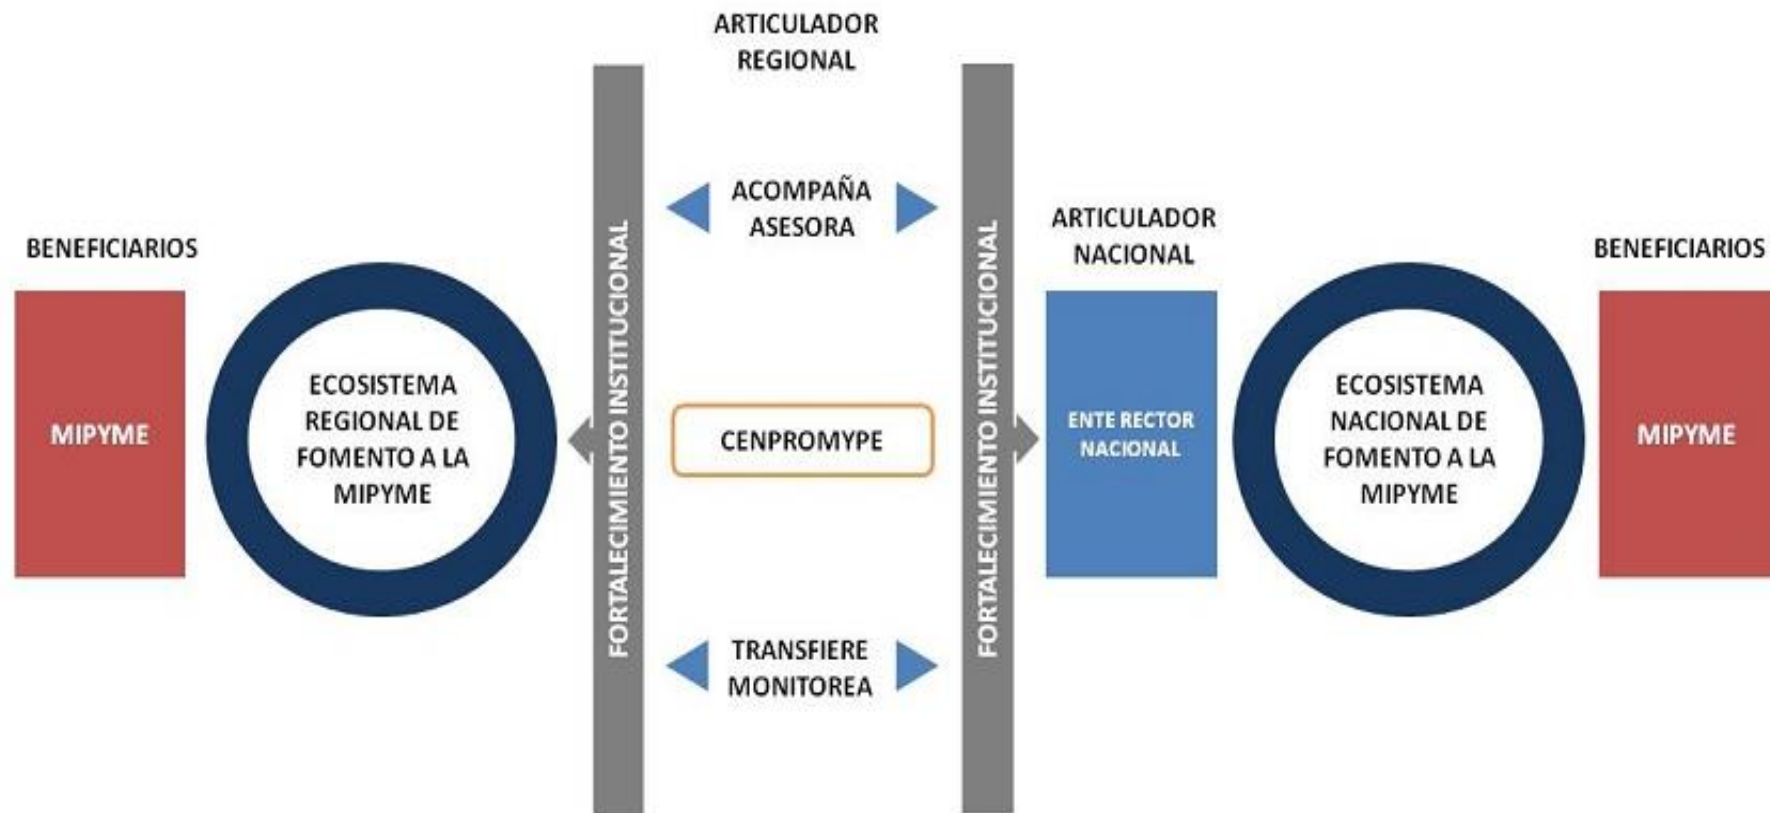 BENEFICIARIOS
MIPYME
ECOSISTEMA
REGIONAL DE
FOMENTO A LA
MIPYME
FORTALECIMIENTO INSTITUCIONAL
ARTICULADOR
REGIONAL
ACOMPAÑA
ASESORA
CENPROMYPE
TRANSFIERE
MONITOREA
FORTALECIMIENTO INSTITUCIONAL
ARTICULADOR
NACIONAL
ENTE RECTOR
NACIONAL
ECOSISTEMA
NACIONAL DE
FOMENTO A LA
MIPYME
BENEFICIARIOS
MIPYME